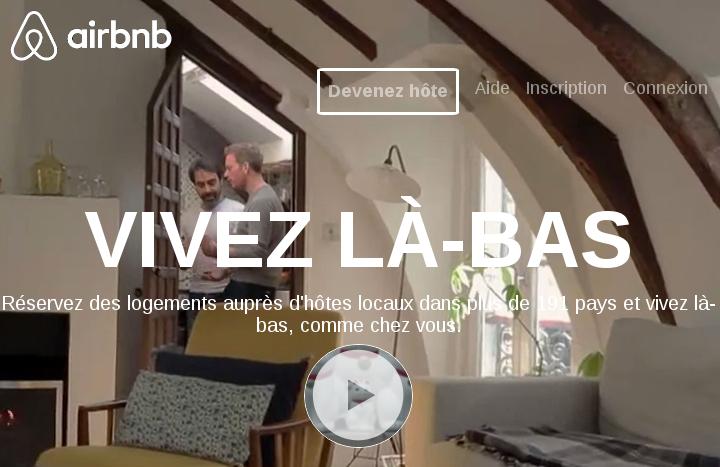 airbnb
Devenez hôte Aide Inscription Connexion
VIVEZ LÀ-BAS
Réservez des logements auprès d'hôtes locaux dans plus de 191 pays et vivez là-
bas, comme chez vous.